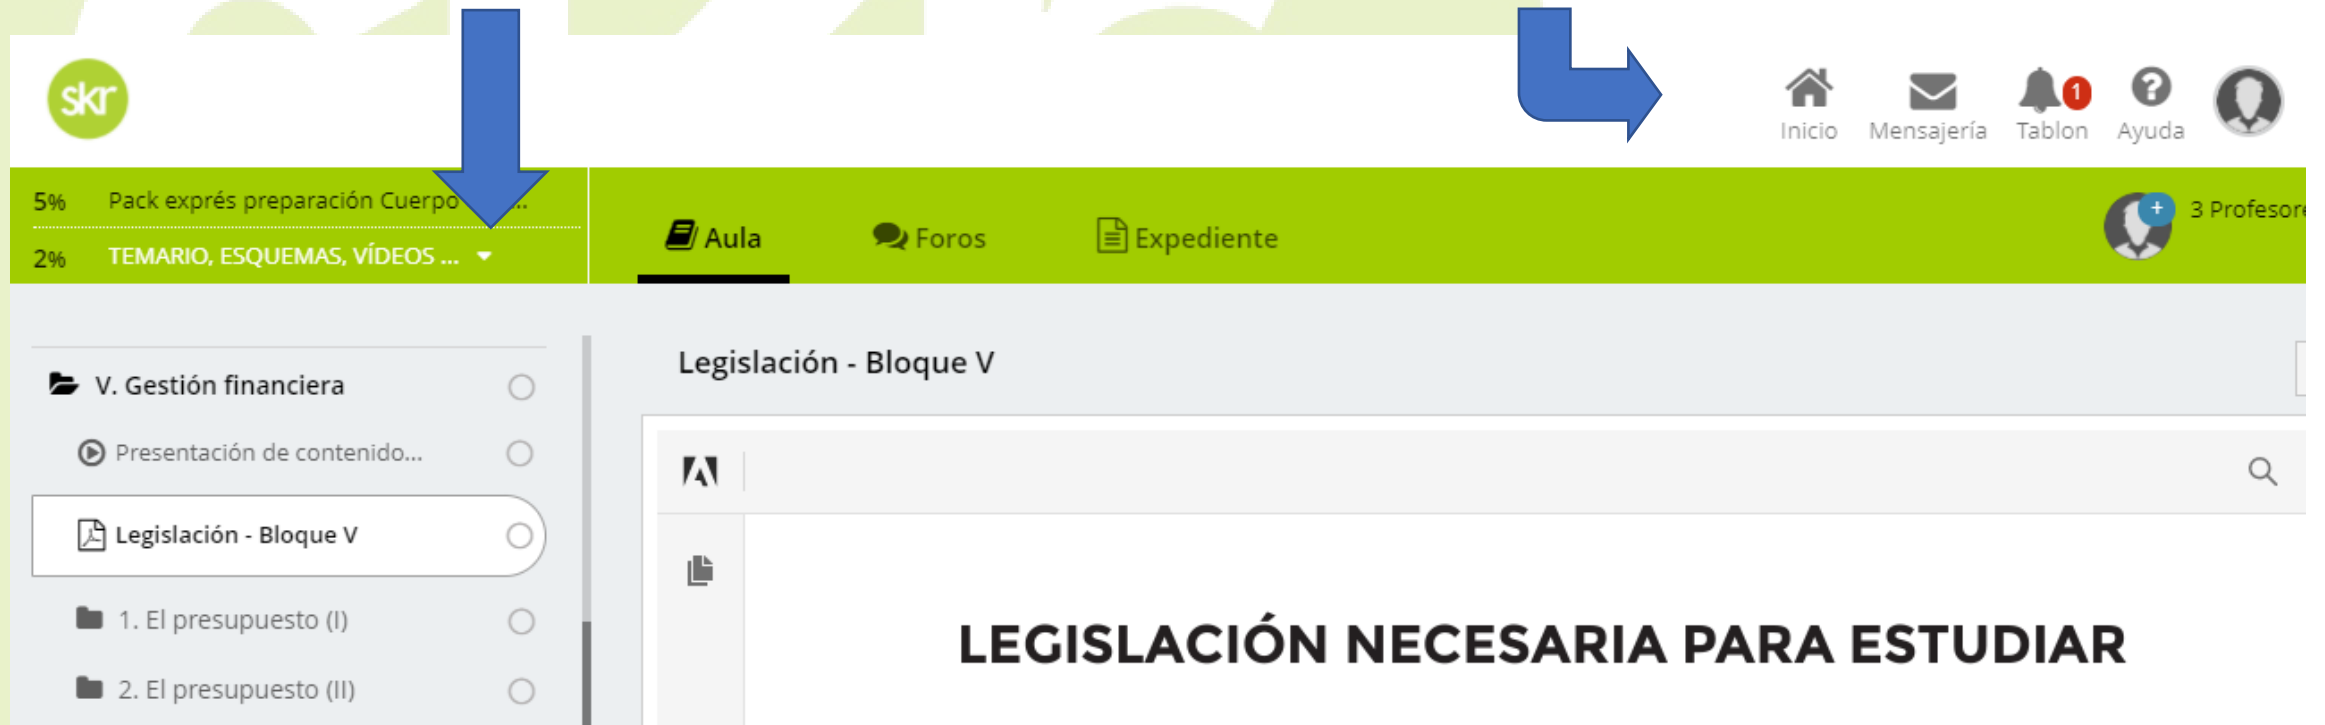 skr
Inicio
Mensajería
1
Tablon
Ayuda
5% Pack exprés preparación Cuerpo
2% TEMARIO, ESQUEMAS, VÍDEOS ...
Aula
Foros
Expediente
+
3
V. Gestión financiera
Presentación de contenido...
Legislación - Bloque V
1. El presupuesto (I)
2. El presupuesto (II)
Legislación - Bloque V
LEGISLACIÓN NECESARIA PARA ESTUDIAR